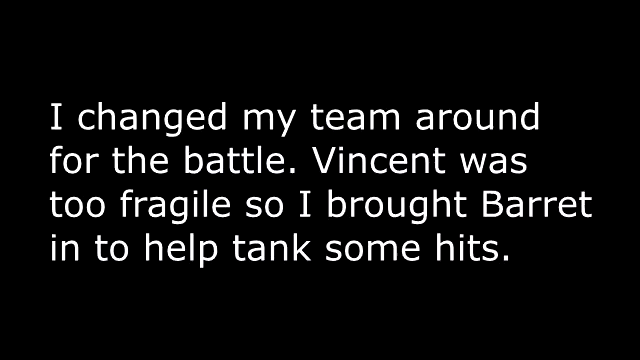 I changed my team around
for the battle. Vincent was
too fragile so I brought Barret
in to help tank some hits.